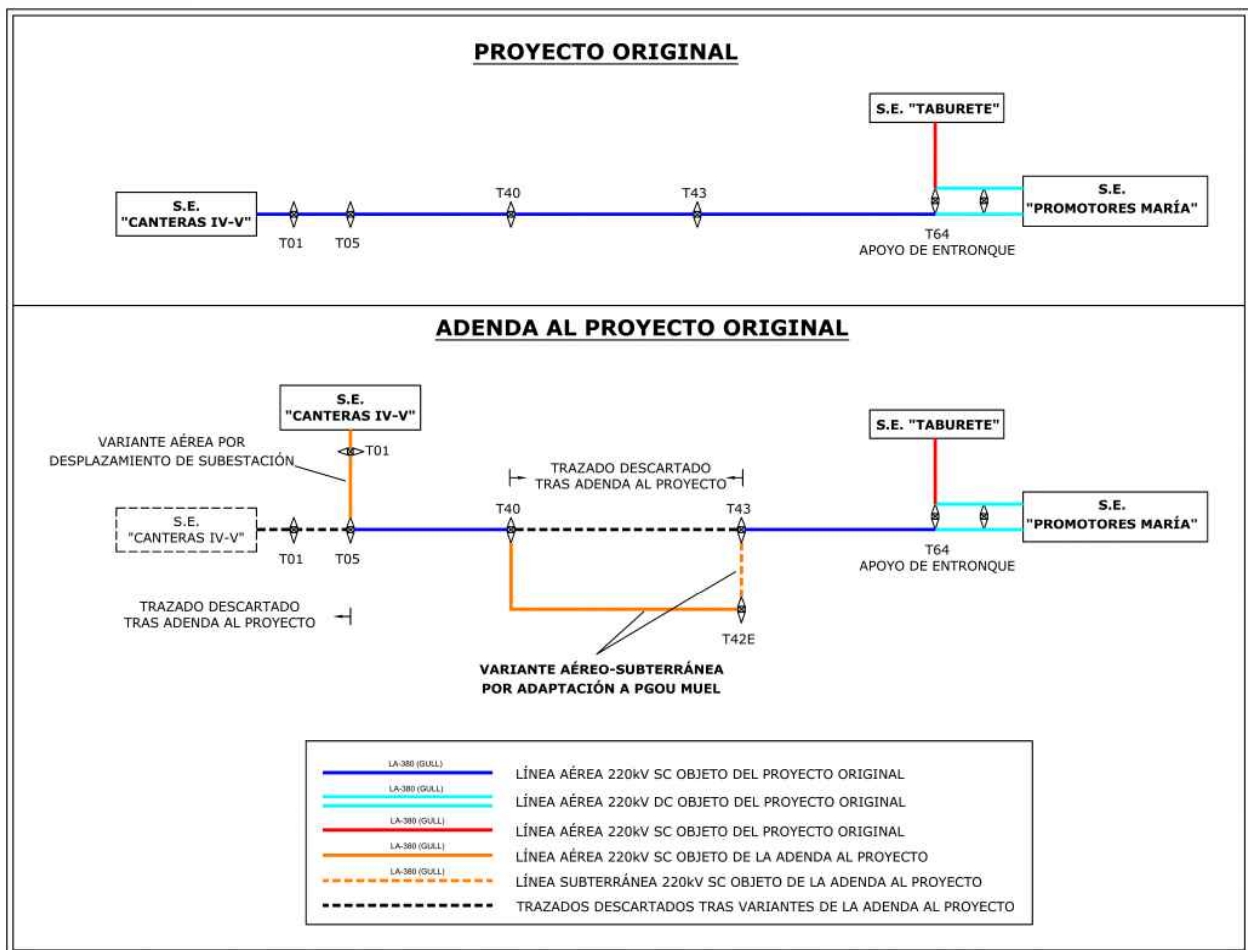 PROYECTO ORIGINAL
S.E. "TABURETE"
S.E.
"CANTERAS IV-V"
T01
T05
T40
T43
S.E.
"PROMOTORES MARÍA"
T64
APOYO DE ENTRONQUE
ADENDA AL PROYECTO ORIGINAL
S.E.
"CANTERAS IV-V"
VARIANTE AÉREA POR
DESPLAZAMIENTO DE SUBESTACIÓN
T01
S.E. "TABURETE"
TRAZADO DESCARTADO
TRAS ADENDA AL PROYECTO
S.E.
"CANTERAS IV-V"
T01
T05
T40
T43
S.E.
"PROMOTORES MARÍA"
T64
APOYO DE ENTRONQUE
TRAZADO DESCARTADO
TRAS ADENDA AL PROYECTO
T42E
VARIANTE AÉREO-SUBTERRÁNEA
POR ADAPTACIÓN A PGOU MUEL
LA-380 (GULL) LÍNEA AÉREA 220kV SC OBJETO DEL PROYECTO ORIGINAL
LA-380 (GULL) LÍNEA AÉREA 220kV DC OBJETO DEL PROYECTO ORIGINAL
LA-380 (GULL) LÍNEA AÉREA 220kV SC OBJETO DEL PROYECTO ORIGINAL
LA-380 (GULL) LÍNEA AÉREA 220kV SC OBJETO DE LA ADENDA AL PROYECTO
LA-380 (GULL) LÍNEA SUBTERRÁNEA 220kV SC OBJETO DE LA ADENDA AL PROYECTO
TRAZADOS DESCARTADOS TRAS VARIANTES DE LA ADENDA AL PROYECTO